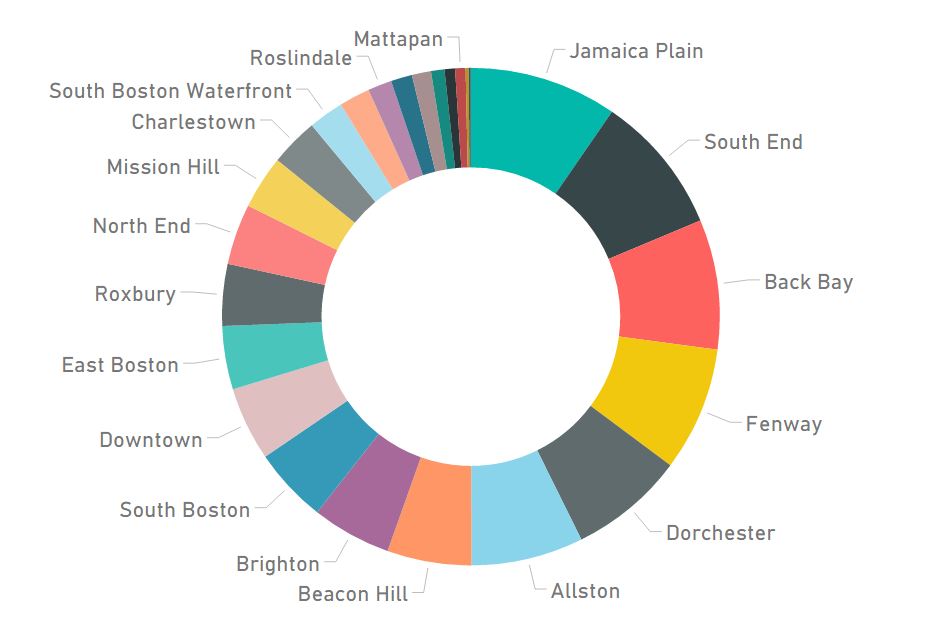 Mattapan
Jamaica Plain
Roslindale
South Boston Waterfront
Charlestown
South End
Mission Hill
North End
Back Bay
Roxbury
East Boston
Fenway
Downtown
South Boston
Dorchester
Brighton
Beacon Hill
Allston